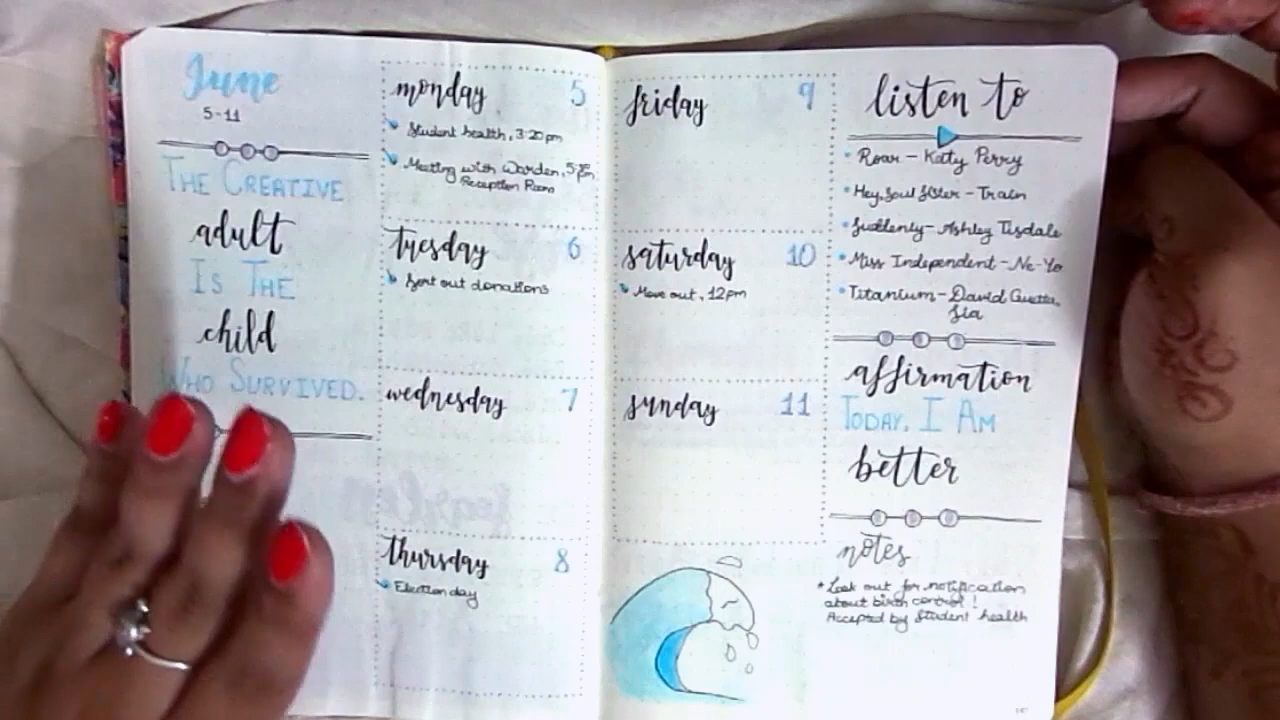 June
5-11
THE CREATIVE
adult
IS THE
child
WHO SURVIVED.
monday 5
Student health, 3:20 pm
Meeting with Warden, 5
pm
Reception Room
tuesday 6
Sort out donations
wednesday 7
thursday 8
Election day
friday 9
saturday 10
Move out, 12pm
sunday 11
listen to
Roar - Katy Perry
Hey, Soul Sister - Train
Suddenly - Ashley Tisdale
Miss Independent - Ne-Yo
Titanium - David Guetta,
Sia
affirmation
TODAY, I AM
better
notes
* Look out for notification
about birth control!
Accepted by Student health